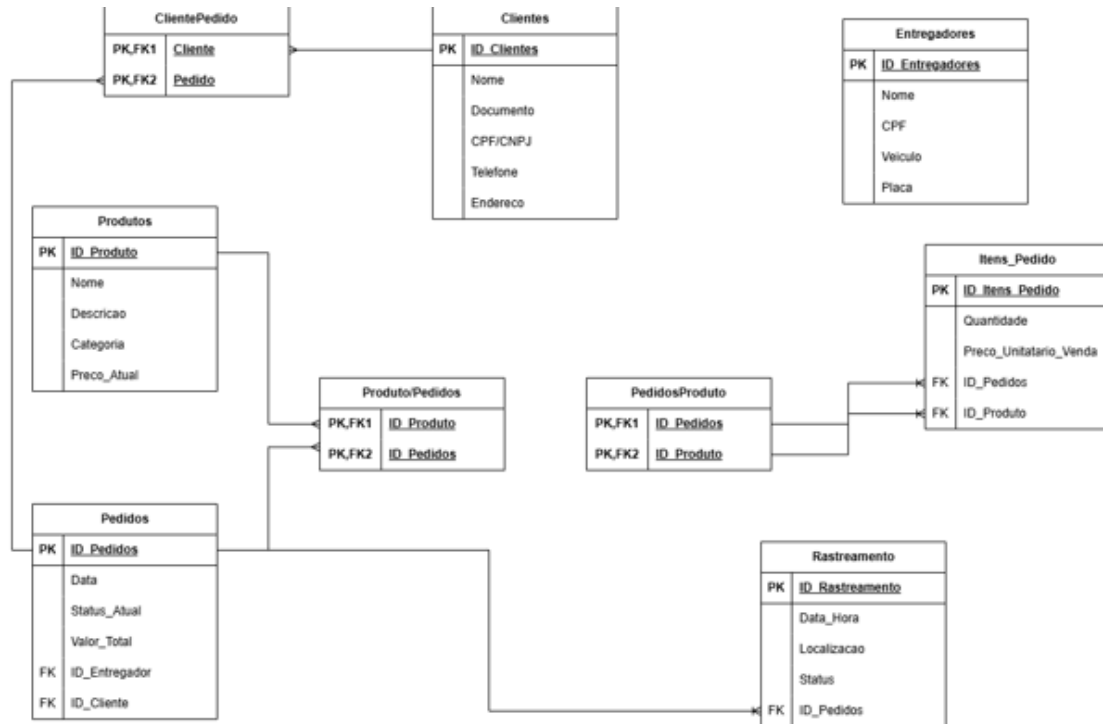 ClientePedido
PK,FK1 Cliente
PK,FK2 Pedido
Clientes
PK ID_Clientes
Nome
Documento
CPF/CNPJ
Telefone
Endereco
Entregadores
PK ID_Entregadores
Nome
CPF
Veiculo
Placa
Produtos
PK ID_Produto
Nome
Descricao
Categoria
Preco_Atual
Itens_Pedido
PK ID_Itens_Pedido
Quantidade
Preco_Unitatario_Venda
FK ID_Pedidos
FK ID_Produto
Produto/Pedidos
PK,FK1 ID_Produto
PK,FK2 ID_Pedidos
PedidosProduto
PK,FK1 ID_Pedidos
PK,FK2 ID_Produto
Pedidos
PK ID_Pedidos
Data
Status_Atual
Valor_Total
FK ID_Entregador
FK ID_Cliente
Rastreamento
PK ID_Rastreamento
Data_Hora
Localizacao
Status
FK ID_Pedidos